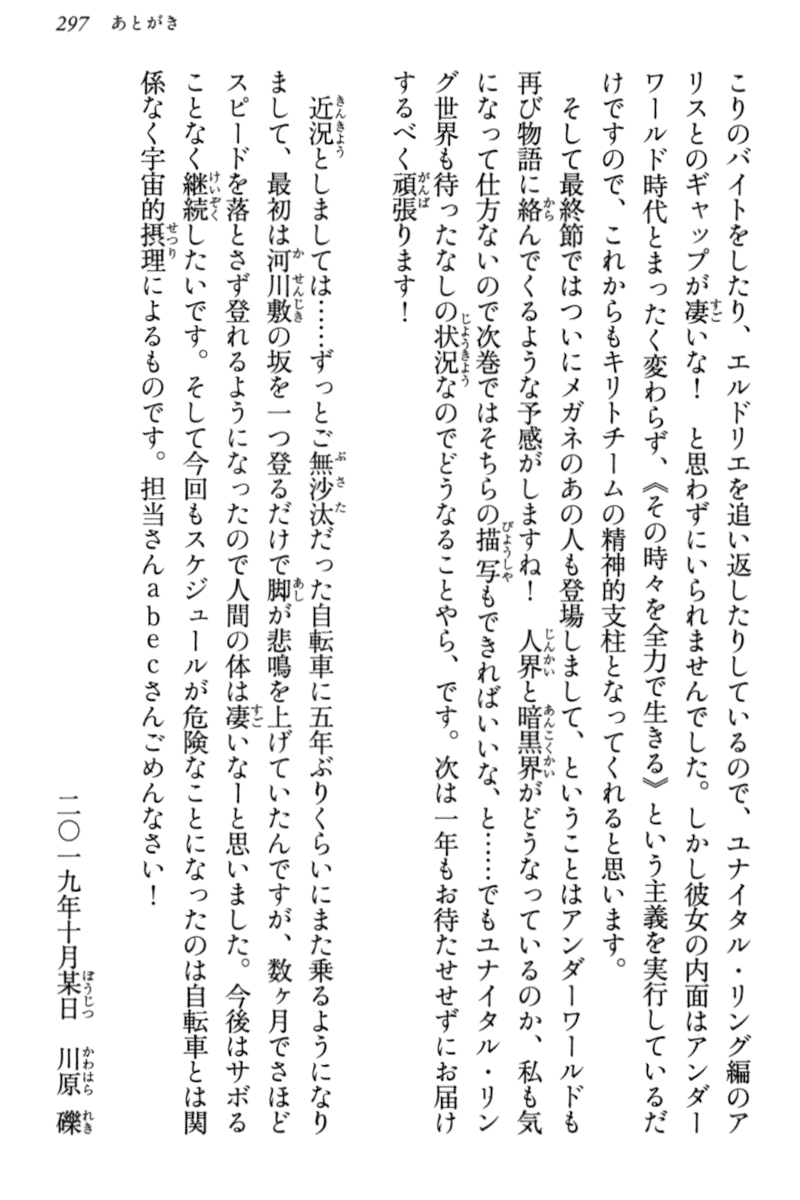 297 あとがき
こりのバイトをしたり、エルドリエを追い返したりしているので、ユナイタル・リング編のア
リスとのギャップが凄いな！　と思わずにいられませんでした。しかし彼女の内面はアンダー
ワールド時代とまったく変わらず、《その時々を全力で生きる》という主義を実行しているだ
けですので、これからもキリトチームの精神的支柱となってくれると思います。
　そして最終節ではついにメガネのあの人も登場しまして、ということはアンダーワールドも
再び物語に絡んでくるような予感がしますね！　人界と暗黒界がどうなっているのか、私も気
になって仕方ないので次巻ではそちらの描写もできればいいな、と……でもユナイタル・リン
グ世界も待ったなしの状況なのでどうなることやら、です。次は一年もお待たせせずにお届け
するべく頑張ります！
　近況としましては……ずっとご無沙汰だった自転車に五年ぶりくらいにまた乗るようになり
まして、最初は河川敷の坂を一つ登るだけで脚が悲鳴を上げていたんですが、数ヶ月でさほど
スピードを落とさず登れるようになったので人間の体は凄いなーと思いました。今後はサボる
ことなく継続したいです。そして今回もスケジュールが危険なことになったのは自転車とは関
係なく宇宙的摂理によるものです。担当さんａｂｅｃさんごめんなさい！
二〇一九年十月某日　川原　礫